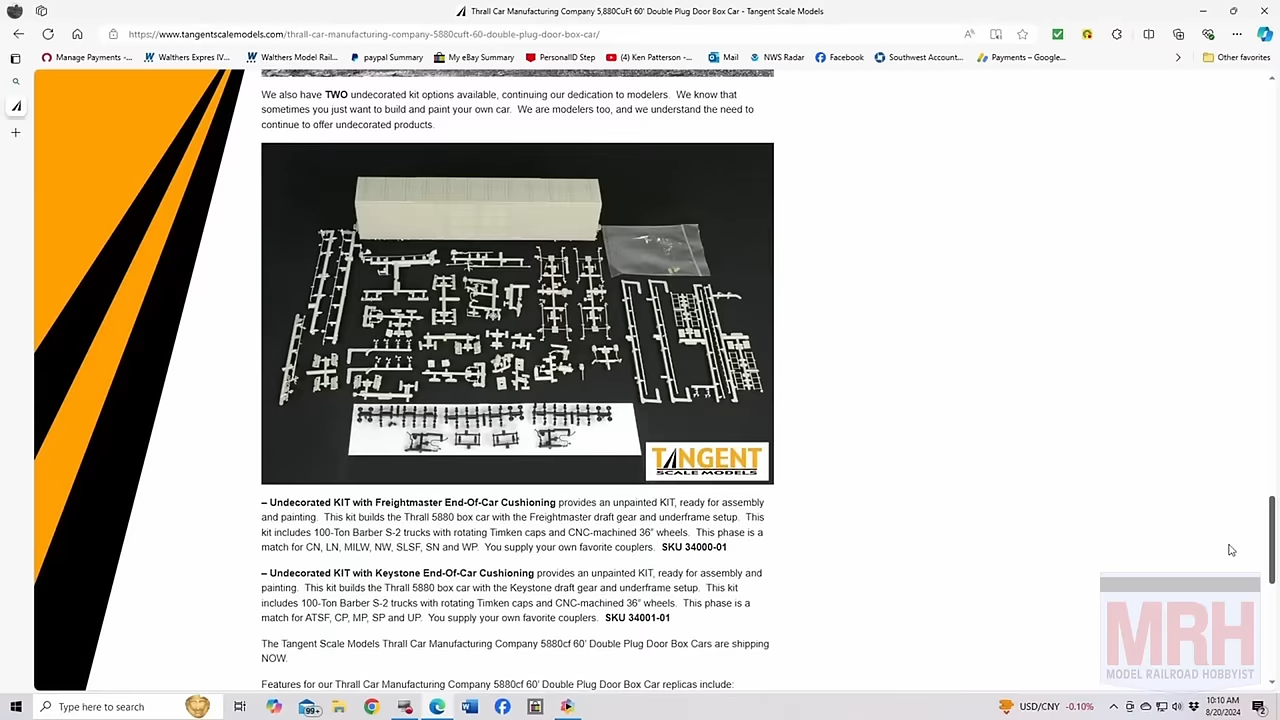 Thrall Car Manufacturing Company 5,880CuFt 60' Double Plug Door Box Car - Tangent Scale Models
https://www.tangentscalemodels.com/thrall-car-manufacturing-company-5880cuft-60-double-plug-door-box-car/
Manage Payments -... Walthers Expres IV... Walthers Model Rail... paypal Summary My eBay Summary PersonalID Step (4) Ken Patterson -... Mail NWS Radar Facebook Southwest Account... Payments – Google... Other favorites
We also have TWO undecorated kit options available, continuing our dedication to modelers. We know that
sometimes you just want to build and paint your own car. We are modelers too, and we understand the need to
continue to offer undecorated products.
TANGENT
SCALE MODELS
– Undecorated KIT with Freightmaster End-Of-Car Cushioning provides an unpainted KIT, ready for assembly
and painting. This kit builds the Thrall 5880 box car with the Freightmaster draft gear and underframe setup. This
kit includes 100-Ton Barber S-2 trucks with rotating Timken caps and CNC-machined 36" wheels. This phase is a
match for CN, LN, MILW, NW, SLSF, SN and WP. You supply your own favorite couplers. SKU 34000-01
– Undecorated KIT with Keystone End-Of-Car Cushioning provides an unpainted KIT, ready for assembly and
painting. This kit builds the Thrall 5880 box car with the Keystone draft gear and underframe setup. This kit
includes 100-Ton Barber S-2 trucks with rotating Timken caps and CNC-machined 36" wheels. This phase is a
match for ATSF, CP, MP, SP and UP. You supply your own favorite couplers. SKU 34001-01
The Tangent Scale Models Thrall Car Manufacturing Company 5880cf 60' Double Plug Door Box Cars are shipping
NOW.
Features for our Thrall Car Manufacturing Company 5880cf 60' Double Plug Door Box Car replicas include:
MRH
MODEL RAILROAD HOBBYIST
Type here to search
99+
USD/CNY -0.10%
10:10 AM
8/20/2024
2